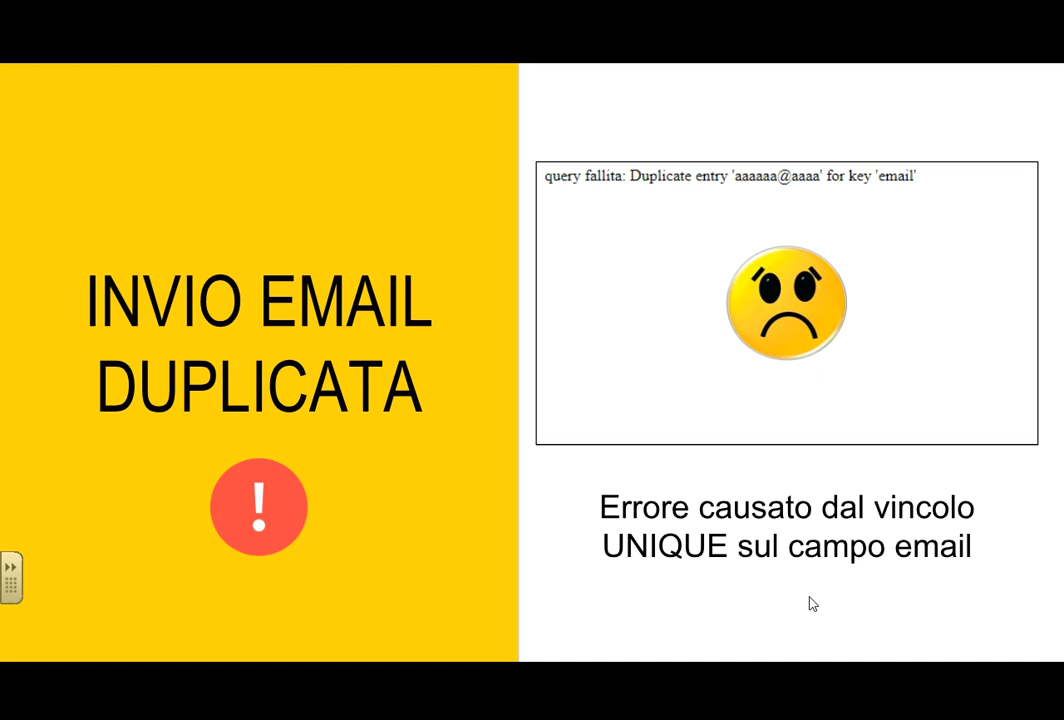 INVIO EMAIL
DUPLICATA
!
query fallita: Duplicate entry 'aaaaaa@aaaa' for key 'email'
Errore causato dal vincolo
UNIQUE sul campo email